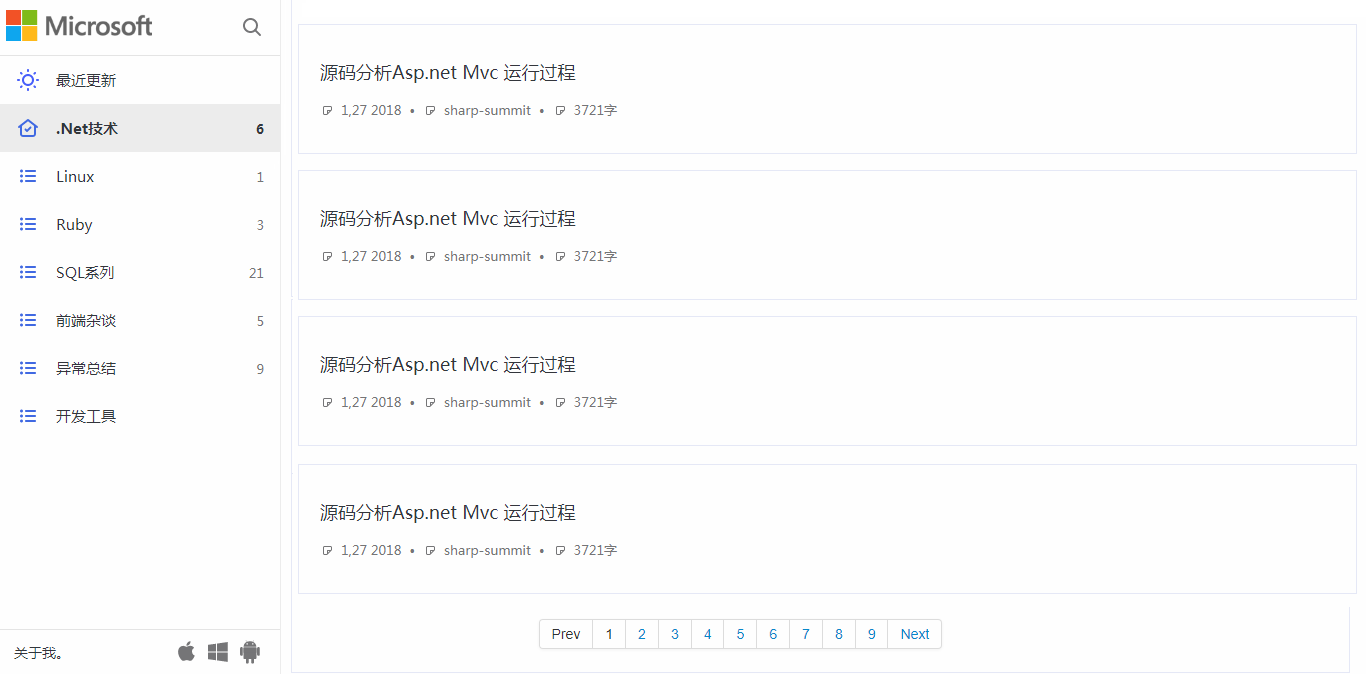 Microsoft
最近更新
.Net技术 6
Linux 1
Ruby 3
SQL系列 21
前端杂谈 5
异常总结 9
开发工具
关于我。
源码分析Asp.net Mvc 运行过程
1,27 2018 • sharp-summit • 3721字
源码分析Asp.net Mvc 运行过程
1,27 2018 • sharp-summit • 3721字
源码分析Asp.net Mvc 运行过程
1,27 2018 • sharp-summit • 3721字
源码分析Asp.net Mvc 运行过程
1,27 2018 • sharp-summit • 3721字
Prev 1 2 3 4 5 6 7 8 9 Next